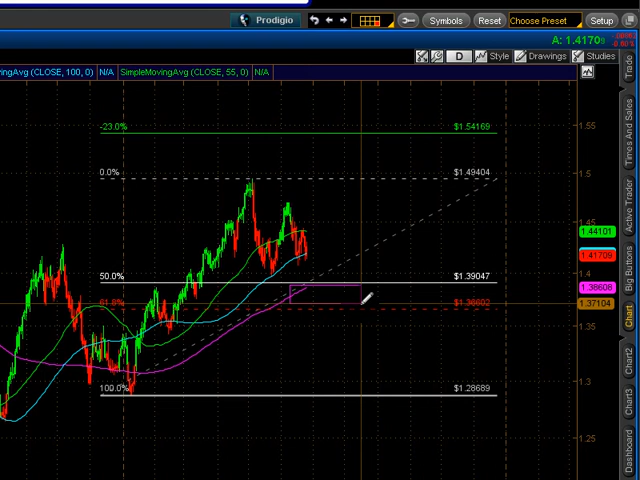 Prodigio
Symbols
Reset
Choose Preset
Setup
A: 1.4170
D
Style
Drawings
Studies
ingAvg (CLOSE, 100, 0)
N/A
SimpleMovingAvg (CLOSE, 55, 0)
N/A
-23.0%
$1.54169
0.0%
$1.49404
50.0%
$1.39047
61.8%
$1.36602
100.0%
$1.28689
1.55
1.5
1.45
1.44101
1.41709
1.4
1.38608
1.37104
1.35
1.3
1.25
Trade
Times And Sales
Active Trader
Big Buttons
Chart
Chart2
Chart3
Dashboard